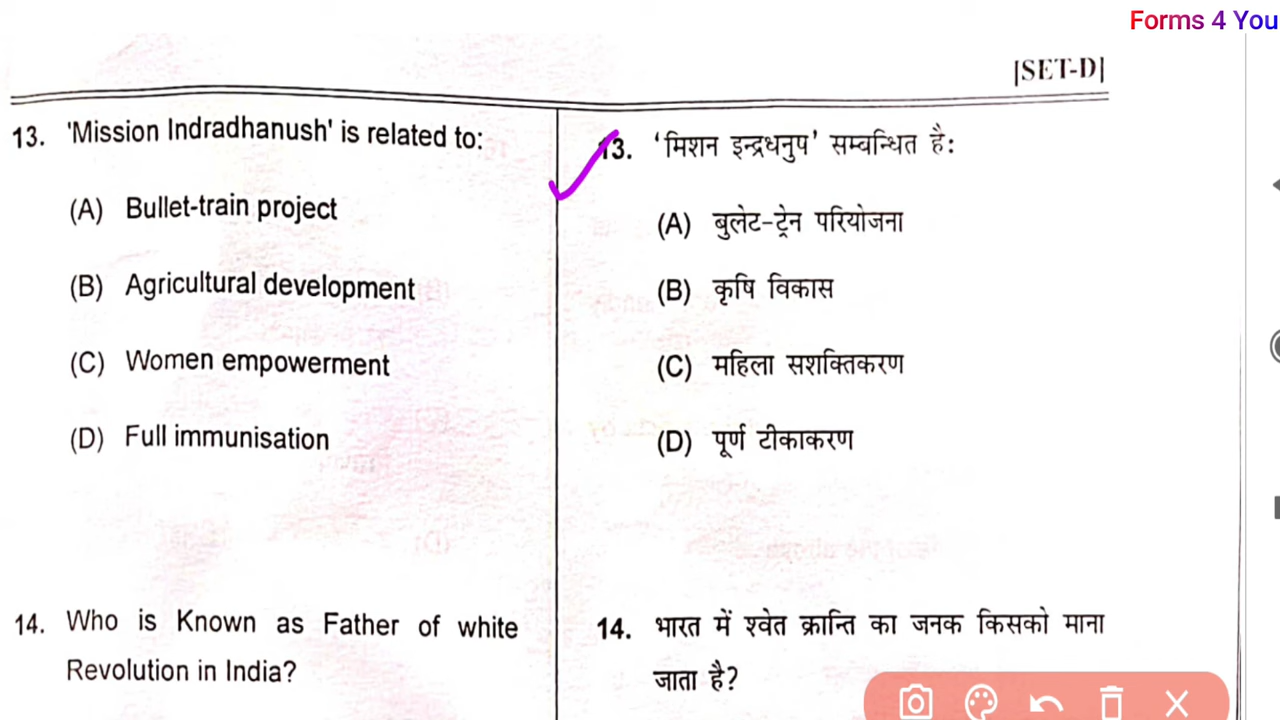 Forms 4 You
[SET-D]
13. 'Mission Indradhanush' is related to:
(A) Bullet-train project
(B) Agricultural development
(C) Women empowerment
(D) Full immunisation
14. Who is Known as Father of white
Revolution in India?
13. 'मिशन इन्द्रधनुष' सम्बन्धित है:
(A) बुलेट-ट्रेन परियोजना
(B) कृषि विकास
(C) महिला सशक्तिकरण
(D) पूर्ण टीकाकरण
14. भारत में श्वेत क्रान्ति का जनक किसको माना
जाता है?